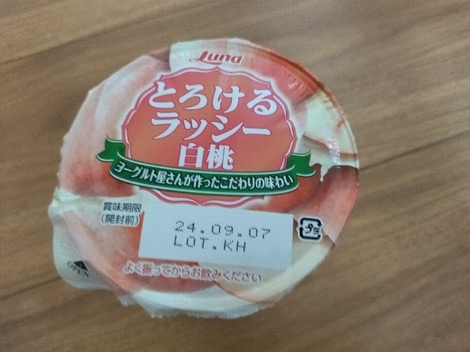 Luna
とろける
ラッシー
白桃
ヨーグルト屋さんが作ったこだわりの味わい
賞味期限
(開封前)
24.09.07
LOT.KH
プラ
よく振ってからお飲みください
OPEN